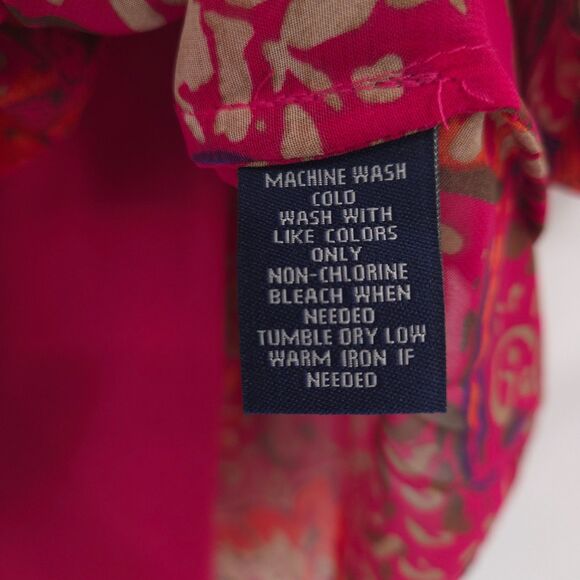 MACHINE WASH
COLD
WASH WITH
LIKE COLORS
ONLY
NON-CHLORINE
BLEACH WHEN
NEEDED
TUMBLE DRY LOW
WARM IRON IF
NEEDED